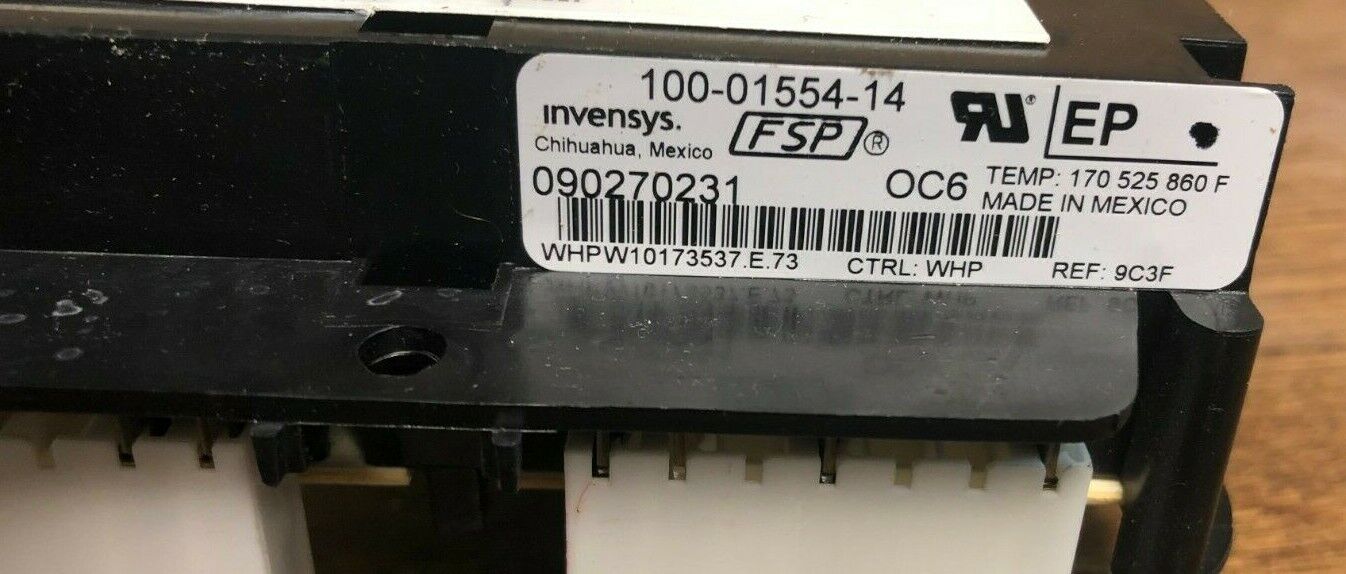 100-01554-14
invensys.
FSP®
Chihuahua, Mexico
EP
090270231
OC6
TEMP: 170 525 860 F
MADE IN MEXICO
WHPW10173537.E.73
CTRL: WHP
REF: 9C3F